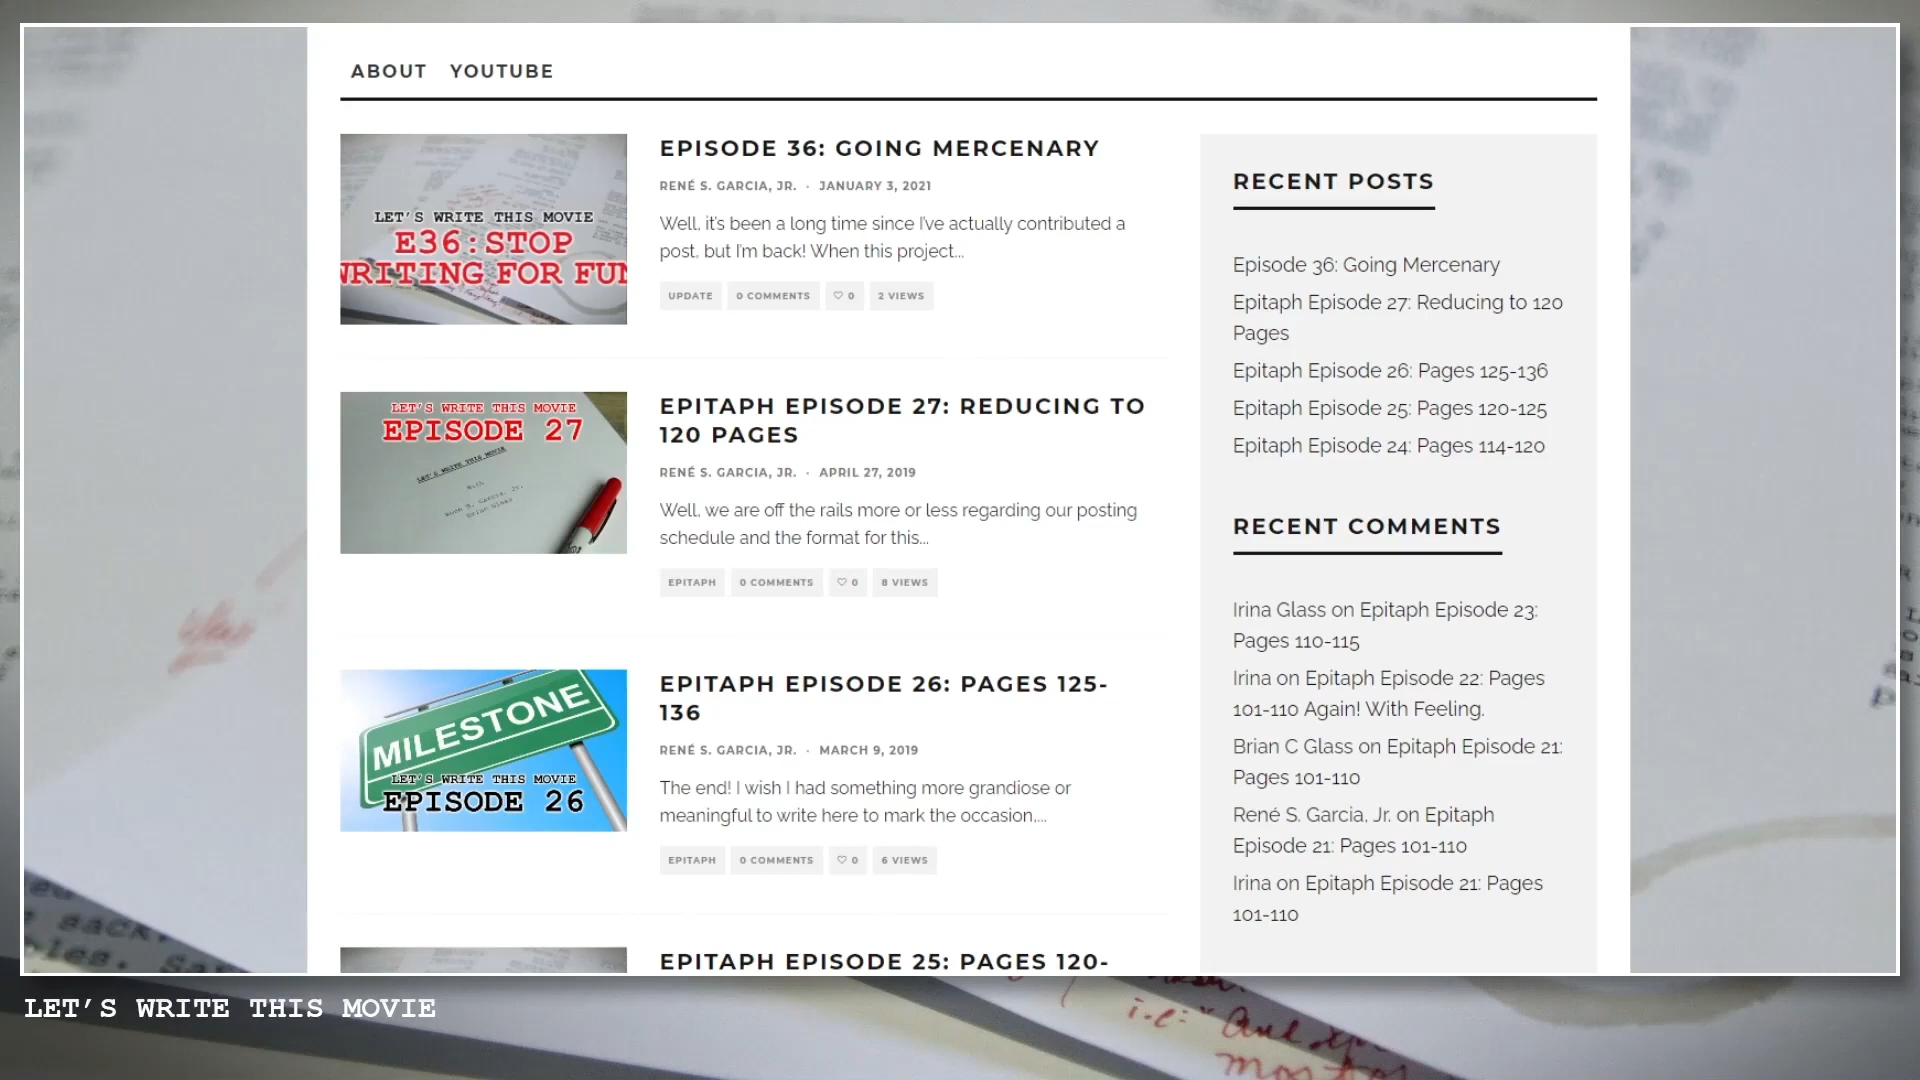 ABOUT YOUTUBE
LET'S WRITE THIS MOVIE
E36:STOP
WRITING FOR FUN
EPISODE 36: GOING MERCENARY
RENÉ S. GARCIA, JR. · JANUARY 3, 2021
Well, it's been a long time since I've actually contributed a
post, but I'm back! When this project...
UPDATE 0 COMMENTS ♡ 0 2 VIEWS
LET'S WRITE THIS MOVIE
EPISODE 27
LET'S WRITE THIS MOVIE
With
EPITAPH EPISODE 27: REDUCING TO
120 PAGES
RENÉ S. GARCIA, JR. · APRIL 27, 2019
Well, we are off the rails more or less regarding our posting
schedule and the format for this...
EPITAPH 0 COMMENTS ♡ 0 8 VIEWS
MILESTONE
LET'S WRITE THIS MOVIE
EPISODE 26
EPITAPH EPISODE 26: PAGES 125-
136
RENÉ S. GARCIA, JR. · MARCH 9, 2019
The end! I wish I had something more grandiose or
meaningful to write here to mark the occasion,...
EPITAPH 0 COMMENTS ♡ 0 6 VIEWS
EPITAPH EPISODE 25: PAGES 120-
RECENT POSTS
Episode 36: Going Mercenary
Epitaph Episode 27: Reducing to 120
Pages
Epitaph Episode 26: Pages 125-136
Epitaph Episode 25: Pages 120-125
Epitaph Episode 24: Pages 114-120
RECENT COMMENTS
Irina Glass on Epitaph Episode 23:
Pages 110-115
Irina on Epitaph Episode 22: Pages
101-110 Again! With Feeling.
Brian C Glass on Epitaph Episode 21:
Pages 101-110
René S. Garcia, Jr. on Epitaph
Episode 21: Pages 101-110
Irina on Epitaph Episode 21: Pages
101-110
LET'S WRITE THIS MOVIE
i.e: